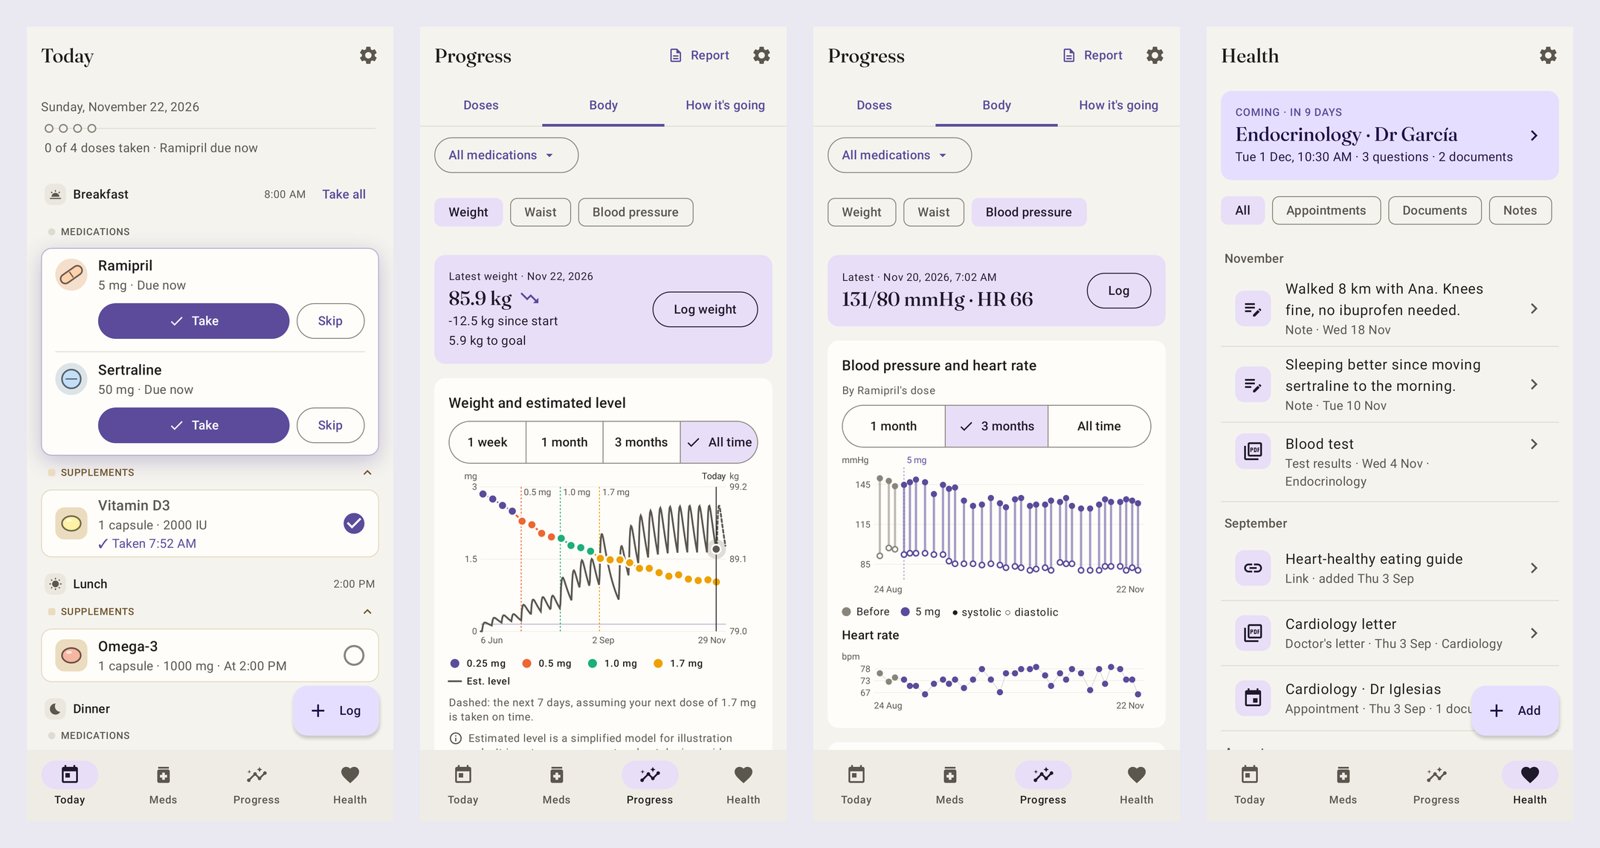 Today
Sunday, November 22, 2026
0 of 4 doses taken · Ramipril due now
Breakfast
8:00 AM
Take all
MEDICATIONS
Ramipril
5 mg · Due now
Take
Skip
Sertraline
50 mg · Due now
Take
Skip
SUPPLEMENTS
Vitamin D3
1 capsule · 2000 IU
✓ Taken 7:52 AM
Lunch
2:00 PM
SUPPLEMENTS
Omega-3
1 capsule · 1000 mg · At 2:00 PM
Dinner
+ Log
MEDICATIONS
Today
Meds
Progress
Health
Progress
Report
Doses
Body
How it's going
All medications
Weight
Waist
Blood pressure
Latest weight · Nov 22, 2026
85.9 kg
-12.5 kg since start
5.9 kg to goal
Log weight
Weight and estimated level
1 week
1 month
3 months
All time
mg
Today kg
3
0.5 mg
1.0 mg
1.7 mg
99.2
1.5
89.1
0
79.0
6 Jun
2 Sep
29 Nov
0.25 mg
0.5 mg
1.0 mg
1.7 mg
Est. level
Dashed: the next 7 days, assuming your next dose of 1.7 mg
is taken on time.
Estimated level is a simplified model for illustration
Today
Meds
Progress
Health
Progress
Report
Doses
Body
How it's going
All medications
Weight
Waist
Blood pressure
Latest · Nov 20, 2026, 7:02 AM
131/80 mmHg · HR 66
Log
Blood pressure and heart rate
By Ramipril's dose
1 month
3 months
All time
mmHg
5 mg
145
115
85
24 Aug
22 Nov
Before
5 mg
● systolic ○ diastolic
Heart rate
bpm
78
73
67
24 Aug
22 Nov
Today
Meds
Progress
Health
Health
COMING · IN 9 DAYS
Endocrinology · Dr García
Tue 1 Dec, 10:30 AM · 3 questions · 2 documents
All
Appointments
Documents
Notes
November
Walked 8 km with Ana. Knees
fine, no ibuprofen needed.
Note · Wed 18 Nov
Sleeping better since moving
sertraline to the morning.
Note · Tue 10 Nov
PDF
Blood test
Test results · Wed 4 Nov ·
Endocrinology
September
Heart-healthy eating guide
Link · added Thu 3 Sep
PDF
Cardiology letter
Doctor's letter · Thu 3 Sep · Cardiology
Cardiology · Dr Iglesias
Appointment · Thu 3 Sep · 1 docu
+ Add
Today
Meds
Progress
Health